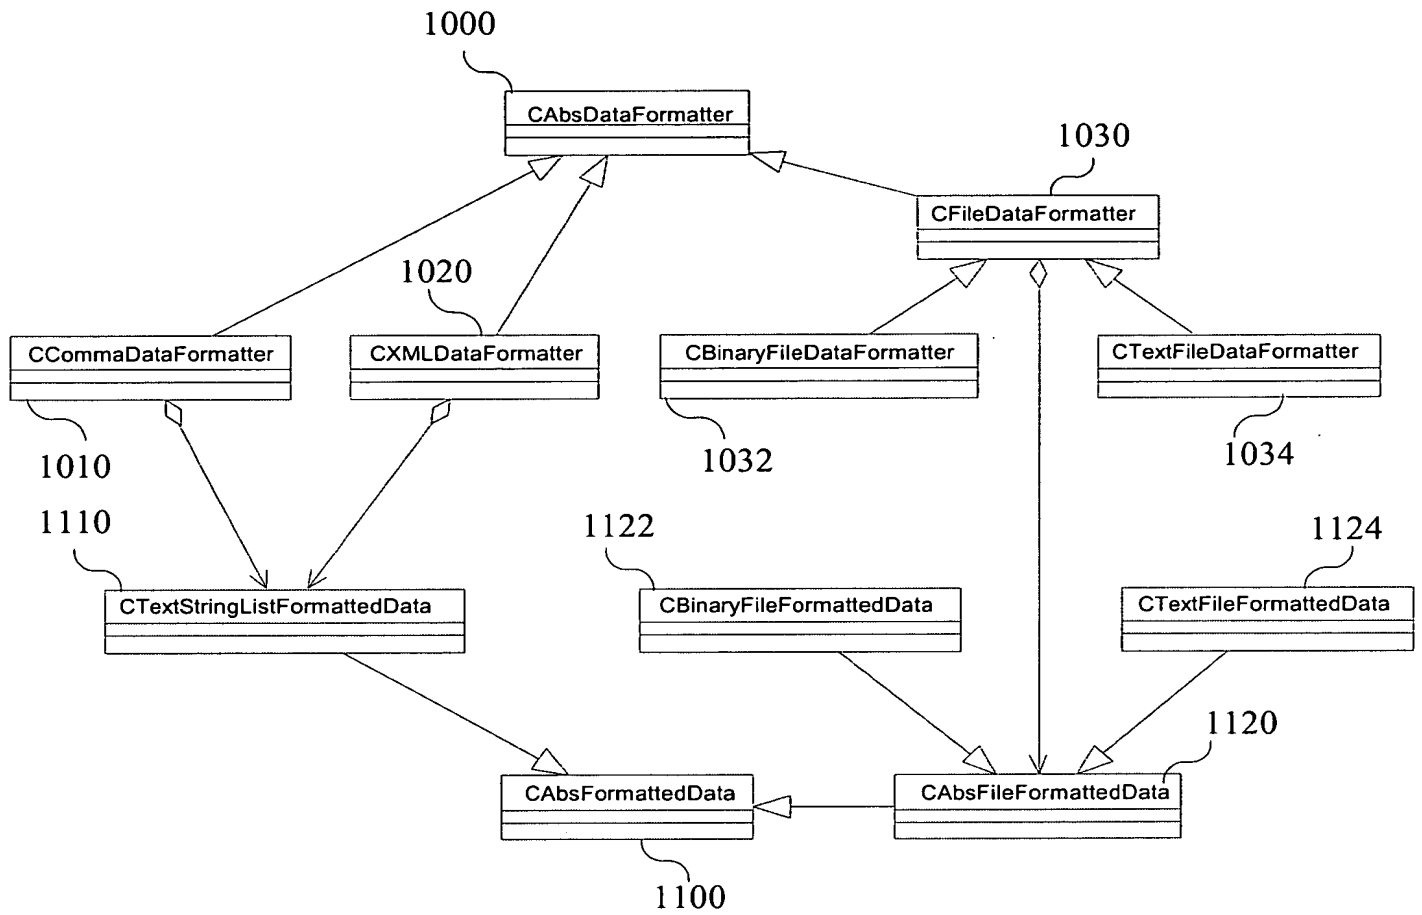 1000
CAbsDataFormatter
1030
CFileDataFormatter
1020
CCommaDataFormatter
CXMLDataFormatter
CBinaryFileDataFormatter
CTextFileDataFormatter
1010
1032
1034
1110
1122
1124
CTextStringListFormattedData
CBinaryFileFormattedData
CTextFileFormattedData
1120
CAbsFormattedData
CAbsFileFormattedData
1100